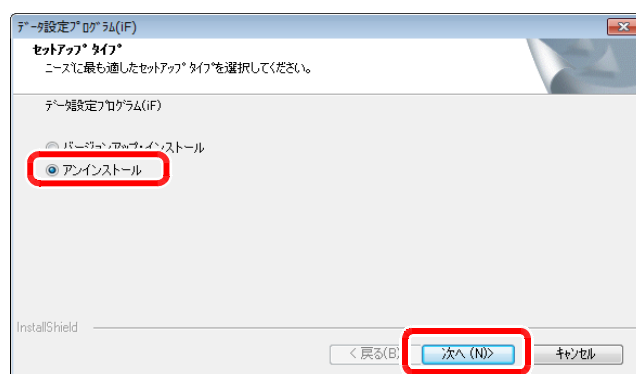 データ設定プログラム(iF)
セットアップ タイプ
ニーズに最も適したセットアップ タイプを選択してください。
データ設定プログラム(iF)
バージョンアップ・インストール
アンインストール
InstallShield
< 戻る(B)
次へ (N)>
キャンセル